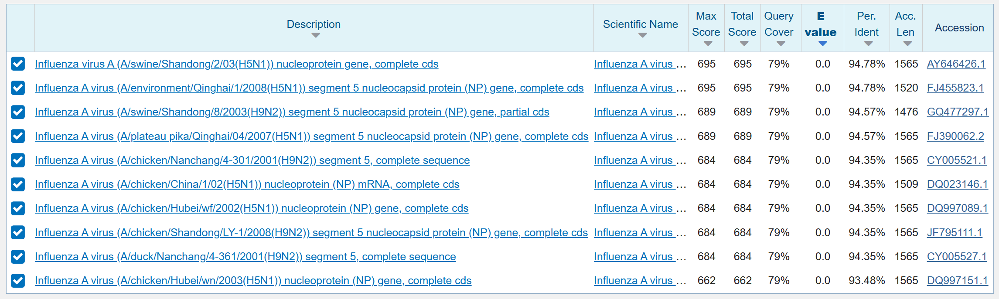 Description Scientific Name Max Score Total Score Query Cover E value Per. Ident Acc. Len Accession
Influenza virus A (A/swine/Shandong/2/03(H5N1)) nucleoprotein gene, complete cds Influenza A virus ... 695 695 79% 0.0 94.78% 1565 AY646426.1
Influenza A virus (A/environment/Qinghai/1/2008(H5N1)) segment 5 nucleocapsid protein (NP) gene, complete cds Influenza A virus ... 695 695 79% 0.0 94.78% 1520 FJ455823.1
Influenza A virus (A/swine/Shandong/8/2003(H9N2)) segment 5 nucleocapsid protein (NP) gene, partial cds Influenza A virus ... 689 689 79% 0.0 94.57% 1476 GQ477297.1
Influenza A virus (A/plateau pika/Qinghai/04/2007(H5N1)) segment 5 nucleocapsid protein (NP) gene, complete cds Influenza A virus ... 689 689 79% 0.0 94.57% 1565 FJ390062.2
Influenza A virus (A/chicken/Nanchang/4-301/2001(H9N2)) segment 5, complete sequence Influenza A virus ... 684 684 79% 0.0 94.35% 1565 CY005521.1
Influenza A virus (A/chicken/China/1/02(H5N1)) nucleoprotein (NP) mRNA, complete cds Influenza A virus ... 684 684 79% 0.0 94.35% 1509 DQ023146.1
Influenza A virus (A/chicken/Hubei/wf/2002(H5N1)) nucleoprotein (NP) gene, complete cds Influenza A virus ... 684 684 79% 0.0 94.35% 1565 DQ997089.1
Influenza A virus (A/chicken/Shandong/LY-1/2008(H9N2)) segment 5 nucleocapsid protein (NP) gene, complete cds Influenza A virus ... 684 684 79% 0.0 94.35% 1565 JF795111.1
Influenza A virus (A/duck/Nanchang/4-361/2001(H9N2)) segment 5, complete sequence Influenza A virus ... 684 684 79% 0.0 94.35% 1565 CY005527.1
Influenza A virus (A/chicken/Hubei/wn/2003(H5N1)) nucleoprotein (NP) gene, complete cds Influenza A virus ... 662 662 79% 0.0 93.48% 1565 DQ997151.1